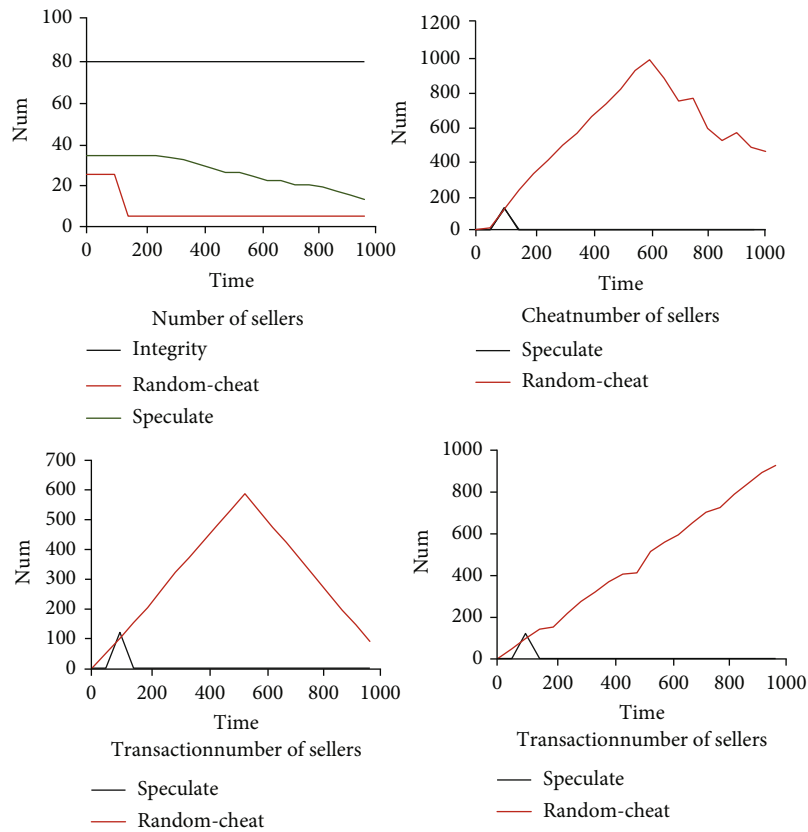 100
80
60
40
20
0
Num
0 200 400 600 800 1000
Time
Number of sellers
Integrity
Random-cheat
Speculate
1200
1000
800
600
400
200
0
Num
0 200 400 600 800 1000
Time
Cheatnumber of sellers
Speculate
Random-cheat
700
600
500
400
300
200
100
0
Num
0 200 400 600 800 1000
Time
Transactionnumber of sellers
Speculate
Random-cheat
1000
800
600
400
200
0
Num
0 200 400 600 800 1000
Time
Transactionnumber of sellers
Speculate
Random-cheat